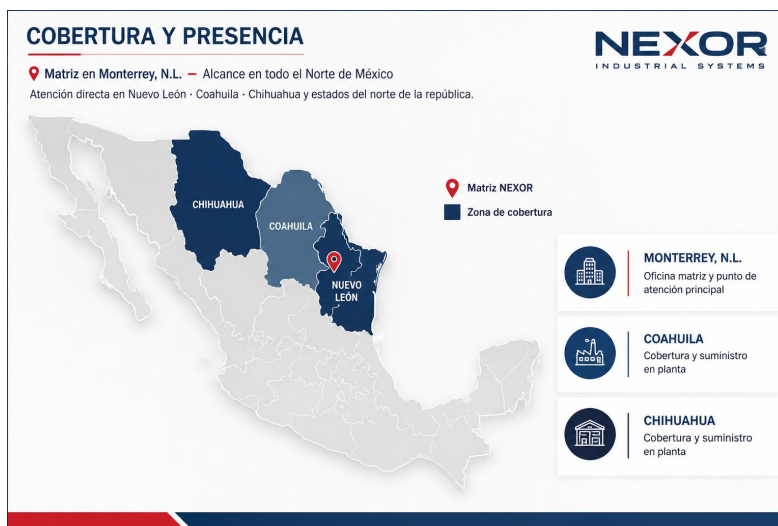 COBERTURA Y PRESENCIA
NEXOR
INDUSTRIAL SYSTEMS
Matriz en Monterrey, N.L. — Alcance en todo el Norte de México
Atención directa en Nuevo León · Coahuila · Chihuahua y estados del norte de la república.
CHIHUAHUA
COAHUILA
NUEVO
LEÓN
Matriz NEXOR
Zona de cobertura
MONTERREY, N.L.
Oficina matriz y punto de
atención principal
COAHUILA
Cobertura y suministro
en planta
CHIHUAHUA
Cobertura y suministro
en planta